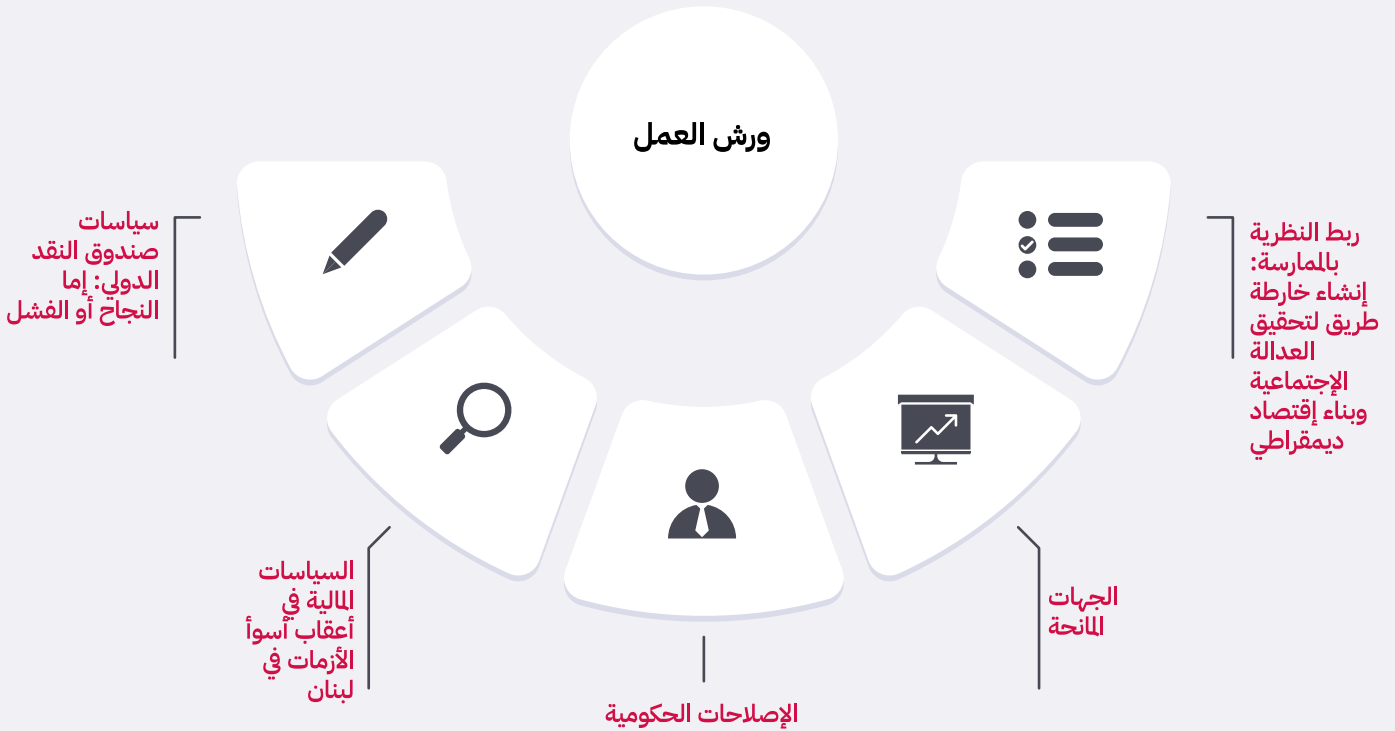 ورش العمل
ربط النظرية
بالممارسة:
إنشاء خارطة
طريق لتحقيق
العدالة
الإجتماعية
وبناء إقتصاد
ديمقراطي
الجهات
المانحة
الإصلاحات الحكومية
السياسات
المالية في
أعقاب أسوأ
الأزمات في
لبنان
سياسات
صندوق النقد
الدولي: إما
النجاح أو الفشل